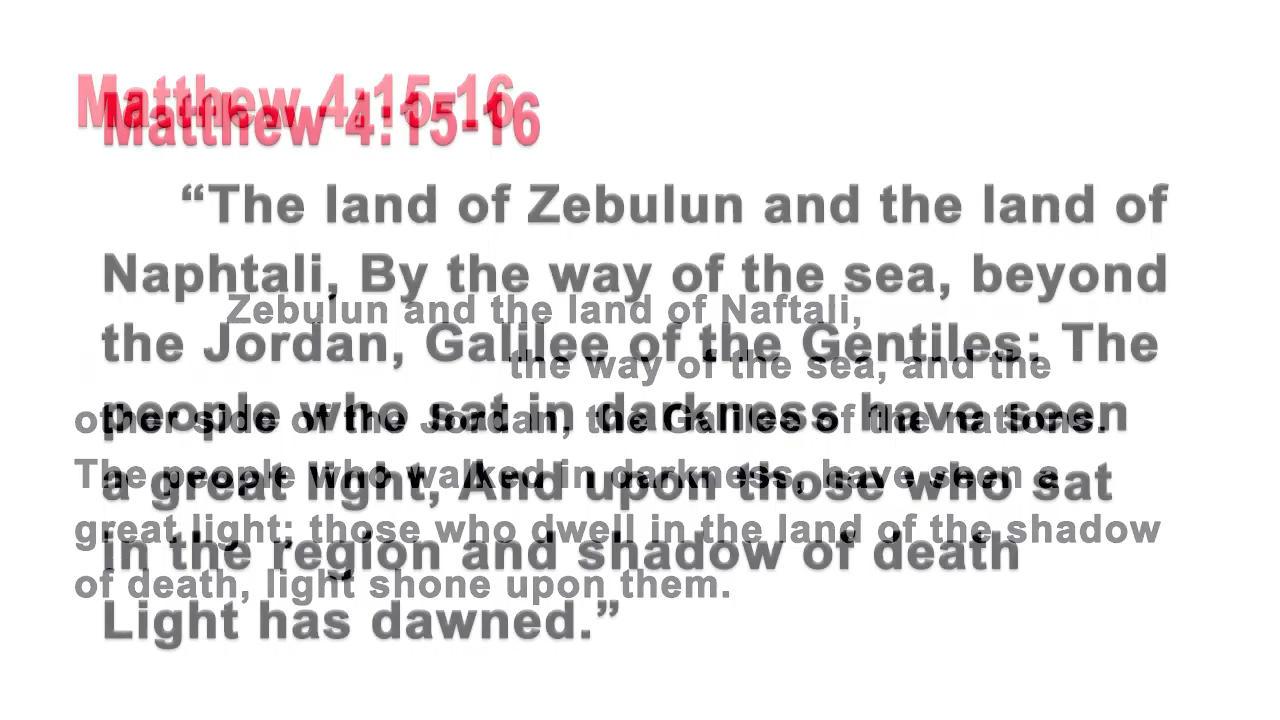 Matthew 4:15-16
Matthew 4:15-16
“The land of Zebulun and the land of
Naphtali, By the way of the sea, beyond
the Jordan, Galilee of the Gentiles: The
people who sat in darkness have seen
a great light, And upon those who sat
in the region and shadow of death
Light has dawned.”
Zebulun and the land of Naftali,
the way of the sea, and the
other side of the Jordan, the Galilee of the nations.
The people who walked in darkness, have seen a
great light; those who dwell in the land of the shadow
of death, light shone upon them.